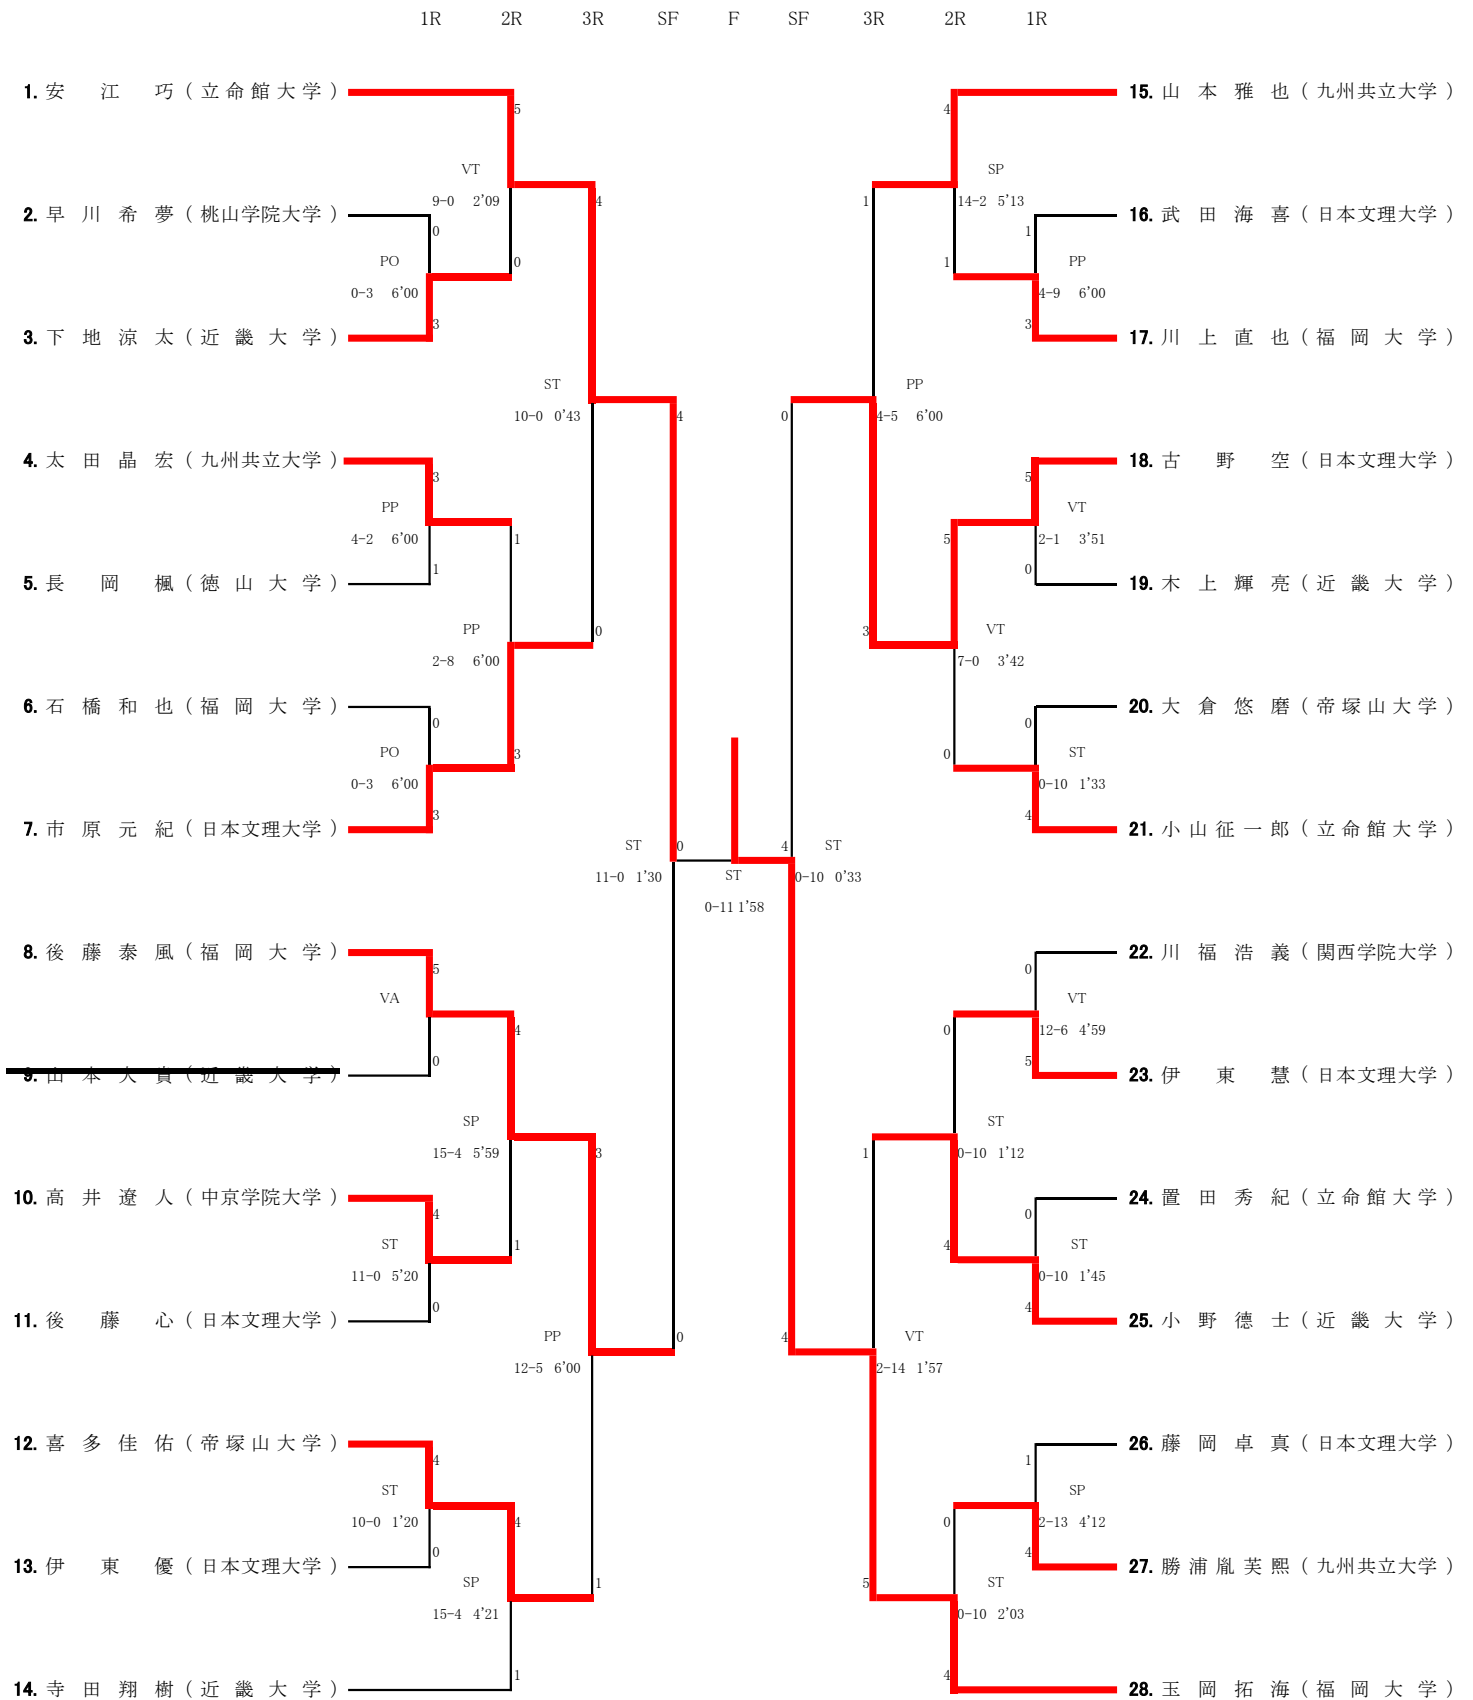 1R 2R 3R SF F SF 3R 2R 1R
1. 安江巧（立命館大学） 15. 山本雅也（九州共立大学）
5 4
VT SP
9-0 2'09 4 1 14-2 5'13
2. 早川希夢（桃山学院大学） 16. 武田海喜（日本文理大学）
0 1
PO 0 1 PP
0-3 6'00 4-9 6'00
3 3
3. 下地涼太（近畿大学） 17. 川上直也（福岡大学）
ST PP
10-0 0'43 4 0 4-5 6'00
4. 太田晶宏（九州共立大学） 18. 古野空（日本文理大学）
3 5
PP VT
4-2 6'00 1 5 2-1 3'51
1 0
5. 長岡楓（徳山大学） 19. 木上輝亮（近畿大学）
PP 0 3 VT
2-8 6'00 7-0 3'42
6. 石橋和也（福岡大学） 20. 大倉悠磨（帝塚山大学）
0 0
PO 3 0 ST
0-3 6'00 0-10 1'33
3 4
7. 市原元紀（日本文理大学） 21. 小山征一郎（立命館大学）
ST 0 4 ST
11-0 1'30 ST 0-10 0'33
0-11 1'58
8. 後藤泰風（福岡大学） 22. 川福浩義（関西学院大学）
5 0
VA VT
4 0 12-6 4'59
0 5
9. 山本大貴（近畿大学） 23. 伊東慧（日本文理大学）
SP ST
15-4 5'59 3 1 0-10 1'12
10. 高井遼人（中京学院大学） 24. 置田秀紀（立命館大学）
4 0
ST 1 4 ST
11-0 5'20 0-10 1'45
0 4
11. 後藤心（日本文理大学） 25. 小野德士（近畿大学）
PP 0 4 VT
12-5 6'00 2-14 1'57
12. 喜多佳佑（帝塚山大学） 26. 藤岡卓真（日本文理大学）
4 1
ST SP
10-0 1'20 4 0 2-13 4'12
0 4
13. 伊東優（日本文理大学） 27. 勝浦胤芙熙（九州共立大学）
SP 1 5 ST
15-4 4'21 0-10 2'03
1 4
14. 寺田翔樹（近畿大学） 28. 玉岡拓海（福岡大学）